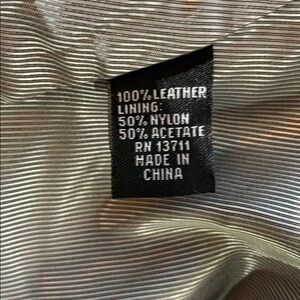 100% LEATHER
LINING:
50% NYLON
50% ACETATE
RN 13711
MADE IN
CHINA